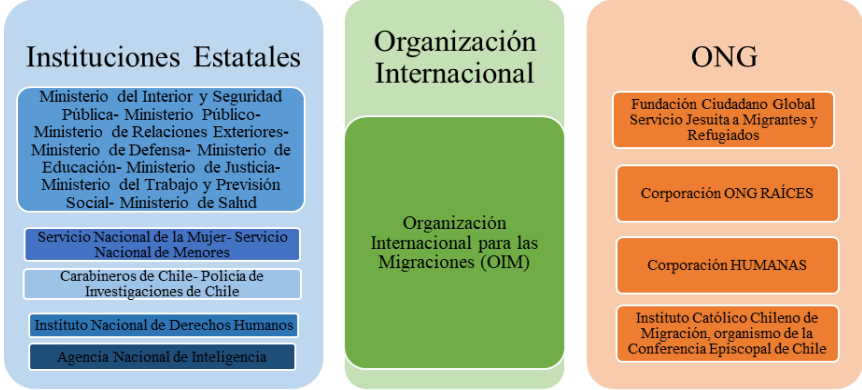 Instituciones Estatales
Ministerio del Interior y Seguridad
Pública- Ministerio Público-
Ministerio de Relaciones Exteriores-
Ministerio de Defensa- Ministerio de
Educación- Ministerio de Justicia-
Ministerio del Trabajo y Previsión
Social- Ministerio de Salud
Servicio Nacional de la Mujer- Servicio
Nacional de Menores
Carabineros de Chile- Policía de
Investigaciones de Chile
Instituto Nacional de Derechos Humanos
Agencia Nacional de Inteligencia
Organización
Internacional
Organización
Internacional para las
Migraciones (OIM)
ONG
Fundación Ciudadano Global
Servicio Jesuita a Migrantes y
Refugiados
Corporación ONG RAÍCES
Corporación HUMANAS
Instituto Católico Chileno de
Migración, organismo de la
Conferencia Episcopal de Chile